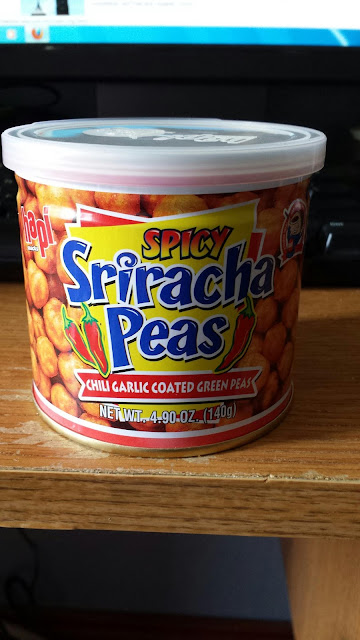 hapi
SPICY
Sriracha
Peas
CHILI GARLIC COATED GREEN PEAS
NET WT. 4.90 OZ. (140g)